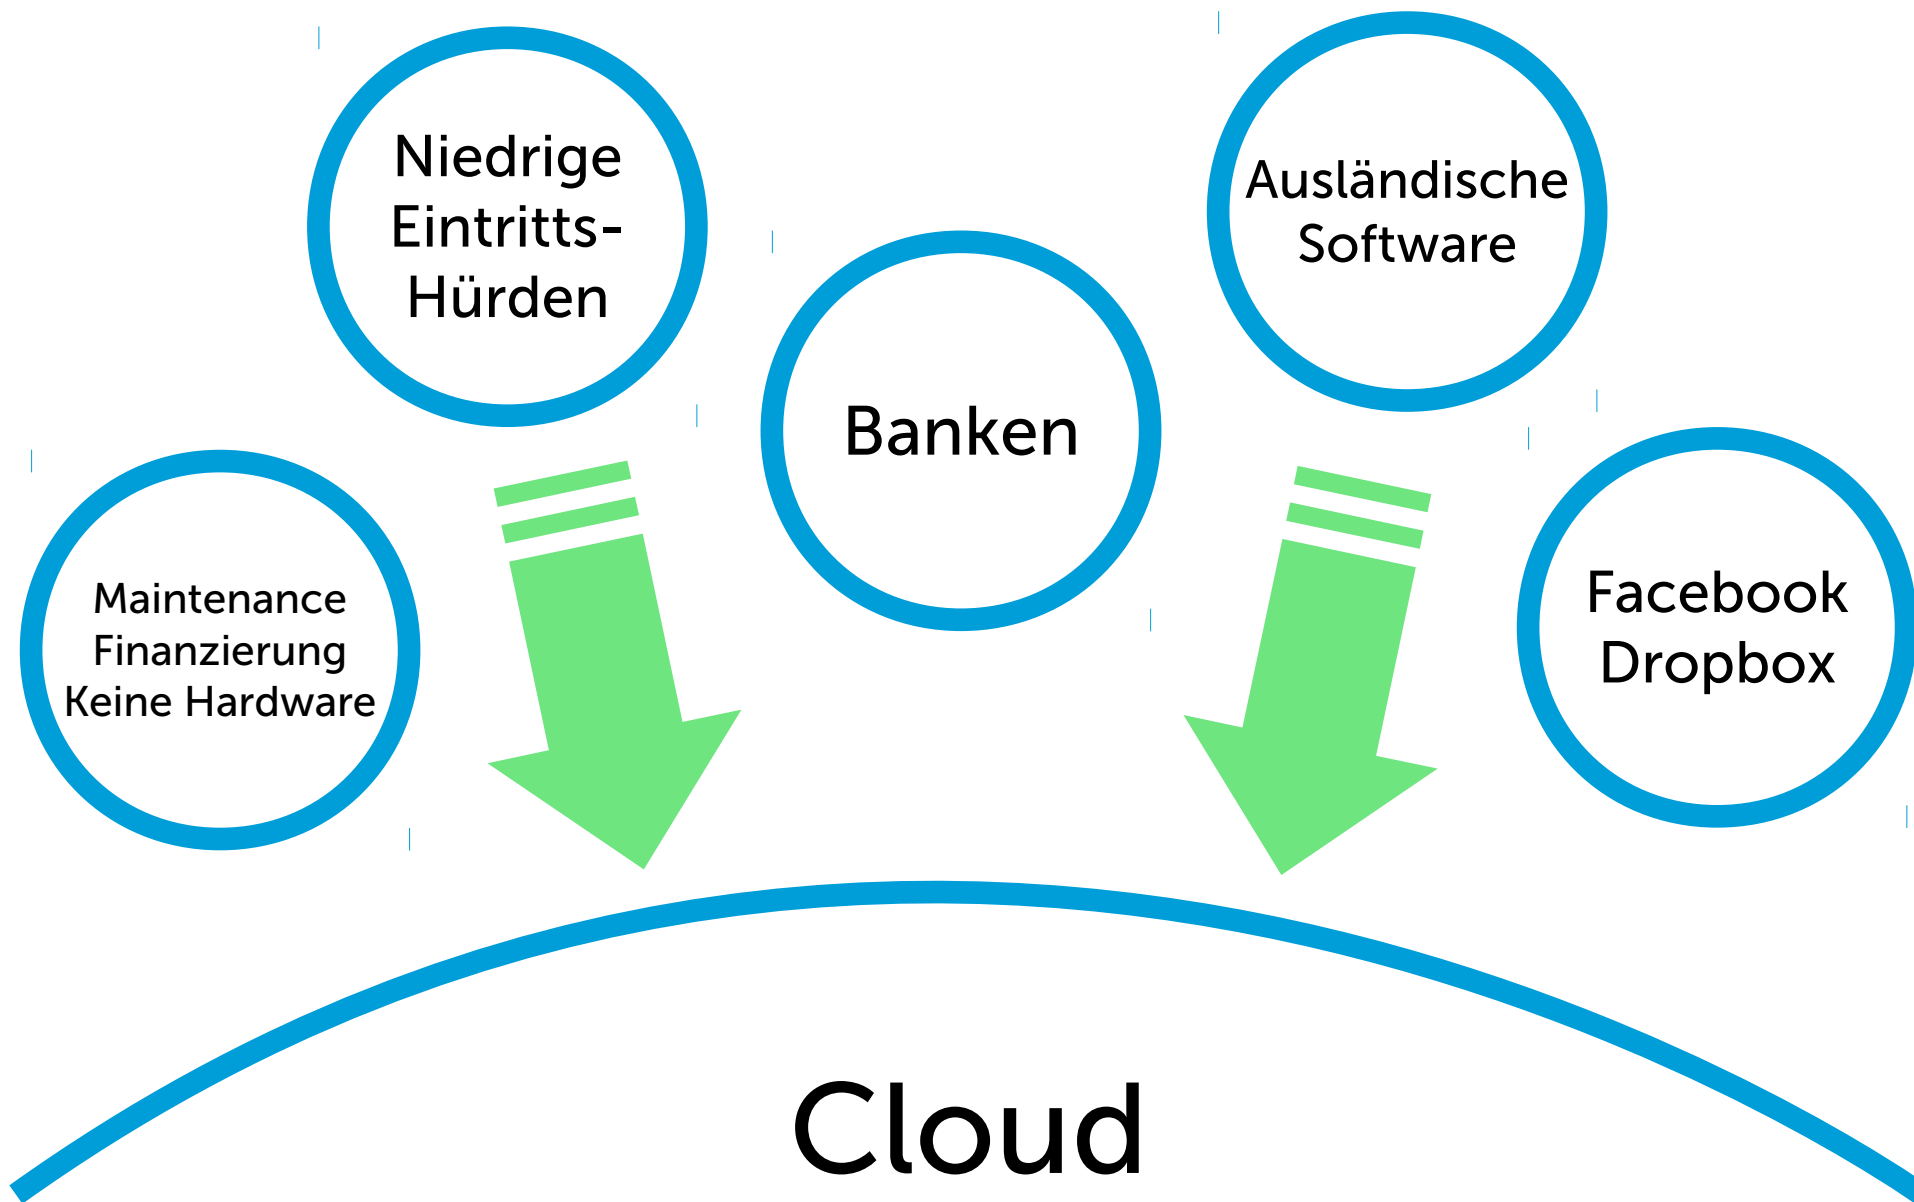 Niedrige
Eintritts-
Hürden
Ausländische
Software
Banken
Maintenance
Finanzierung
Keine Hardware
Facebook
Dropbox
Cloud